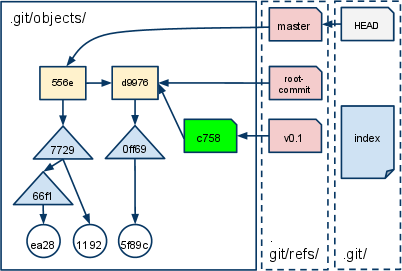 .git/objects/
master
HEAD
556e
d9976
root-
commit
c758
v0.1
index
7729
0ff69
66f1
ea28
1192
5f89c
.
git/refs/
.git/